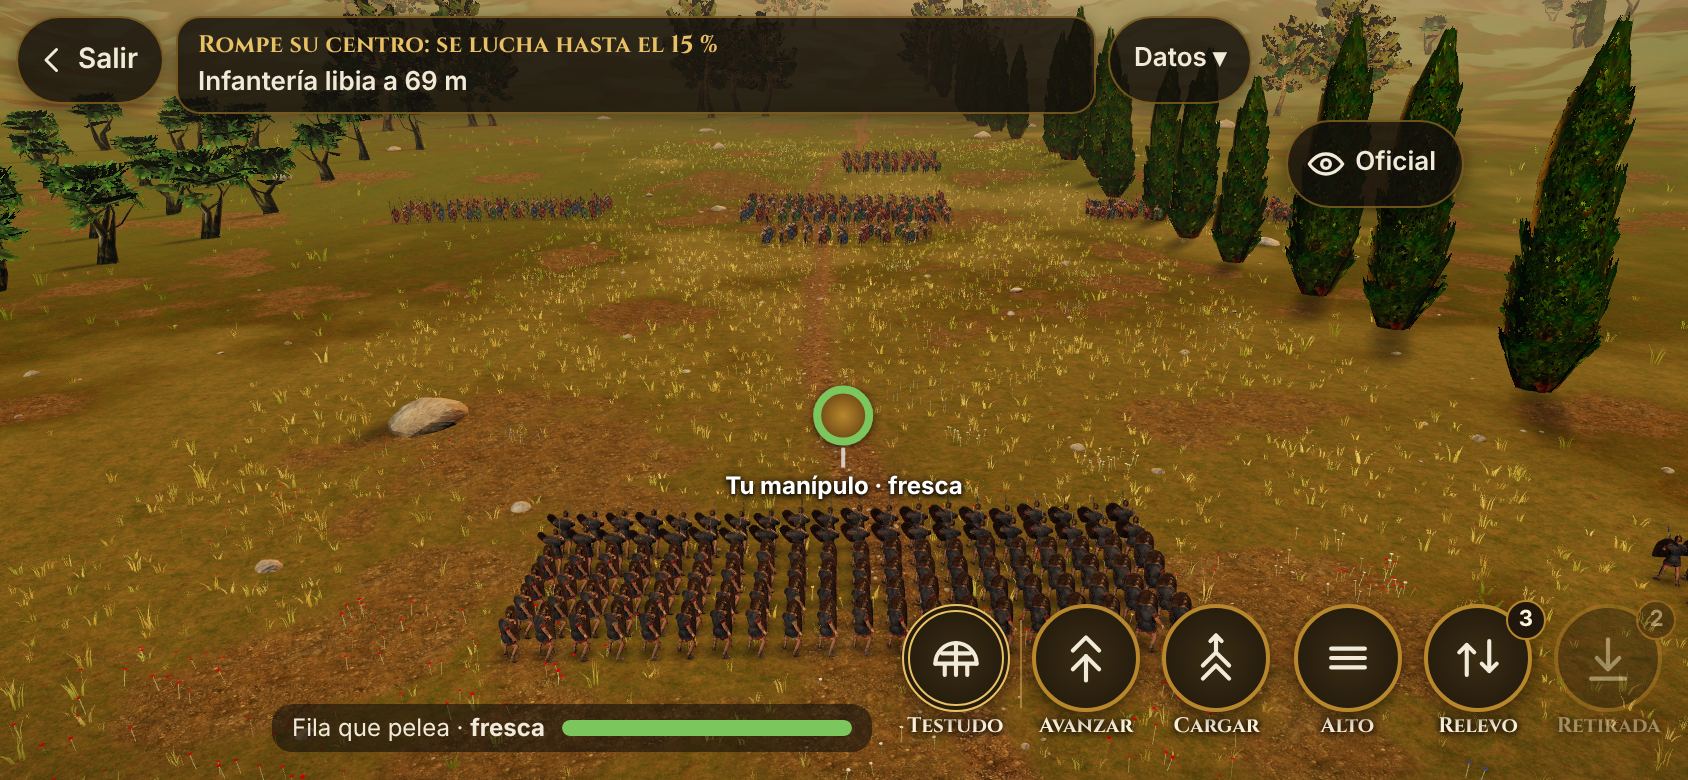 Salir
ROMPE SU CENTRO: SE LUCHA HASTA EL 15 %
Infantería libia a 69 m
Datos ▾
Oficial
Tu manípulo · fresca
3
2
Fila que pelea · fresca
TESTUDO
AVANZAR
CARGAR
ALTO
RELEVO
RETIRADA